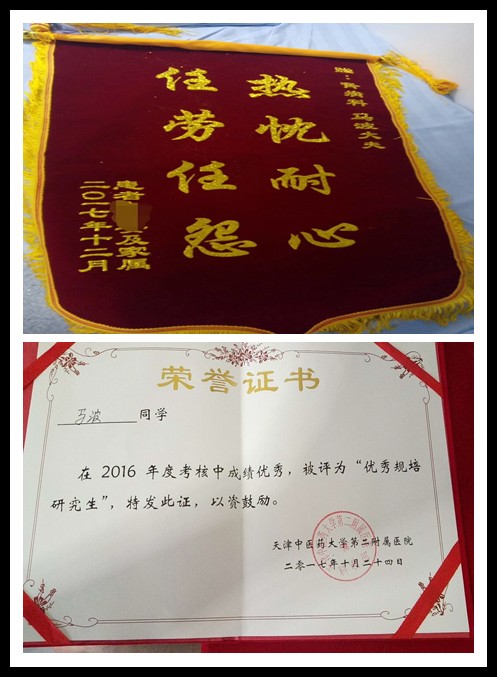 赠：肾病科 马波大夫
热忱耐心
任劳任怨
患者
及家属
二〇一七年十二月
荣誉证书
马波 同学
在 2016 年度考核中成绩优秀，被评为“优秀规培
研究生”，特发此证，以资鼓励。
天津中医药大学第二附属医院
二零一七年十月二十四日